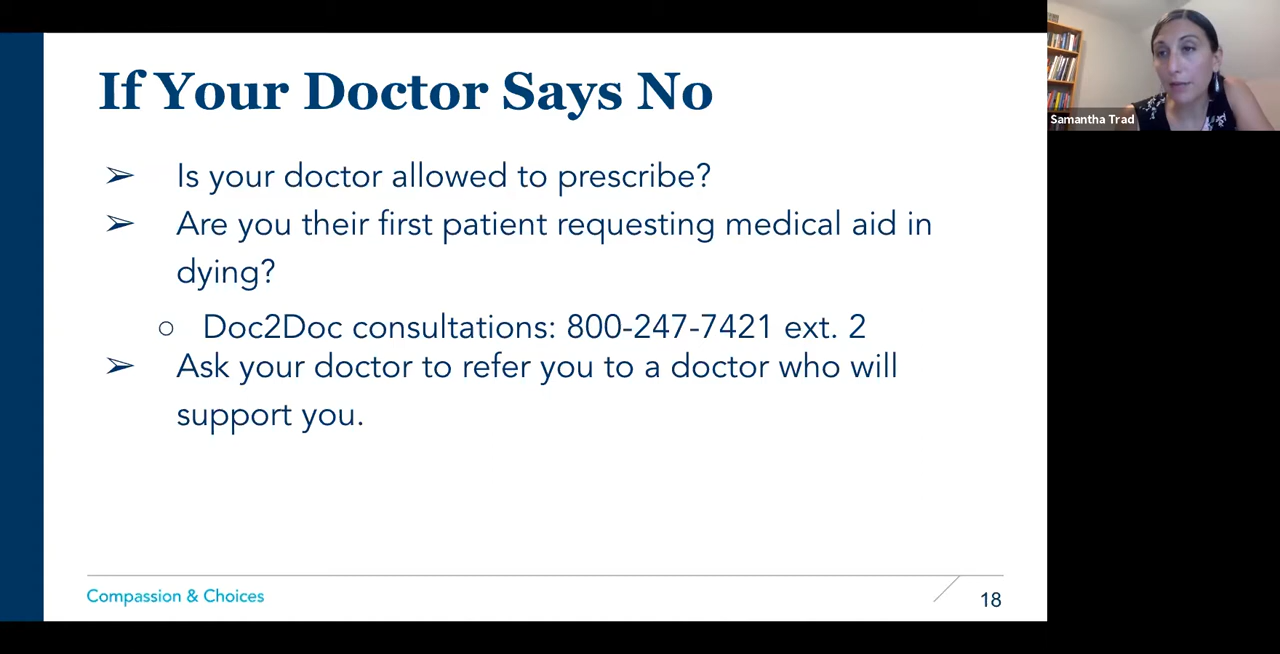 If Your Doctor Says No
Samantha Trad
➢ Is your doctor allowed to prescribe?
➢ Are you their first patient requesting medical aid in
dying?
○ Doc2Doc consultations: 800-247-7421 ext. 2
➢ Ask your doctor to refer you to a doctor who will
support you.
Compassion & Choices
18